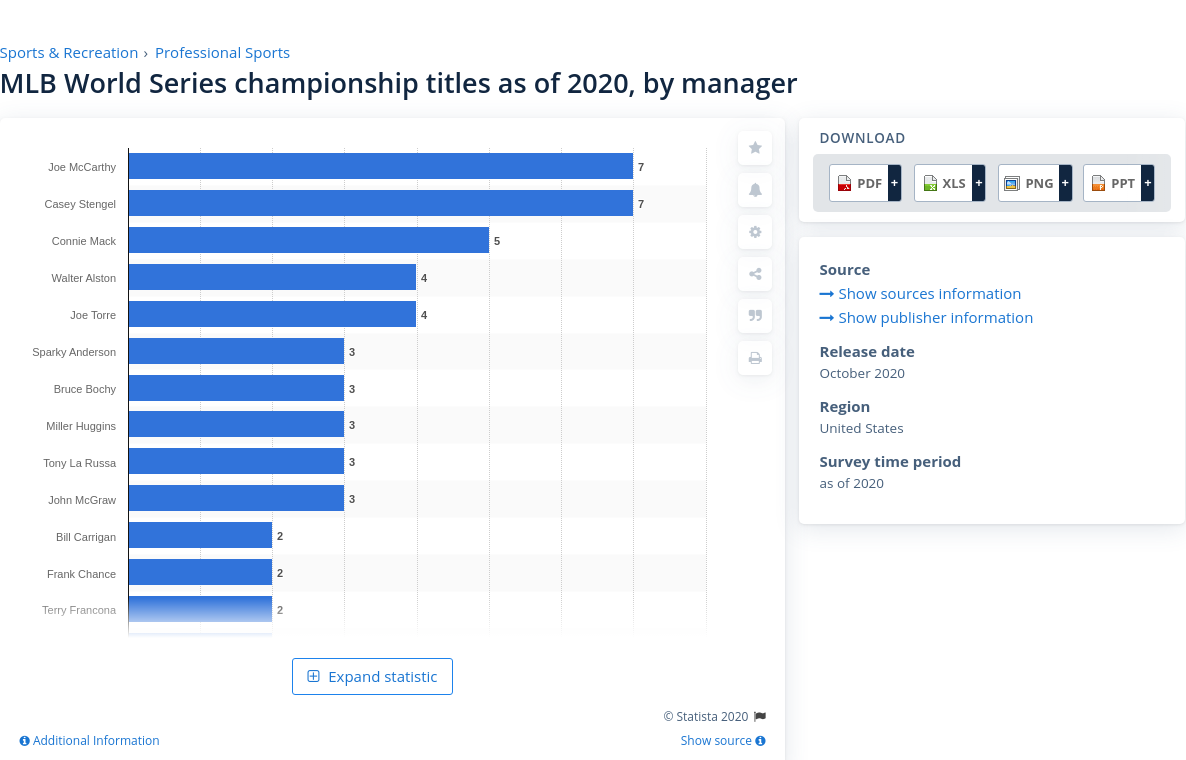 Sports & Recreation › Professional Sports
MLB World Series championship titles as of 2020, by manager
Joe McCarthy 7
Casey Stengel 7
Connie Mack 5
Walter Alston 4
Joe Torre 4
Sparky Anderson 3
Bruce Bochy 3
Miller Huggins 3
Tony La Russa 3
John McGraw 3
Bill Carrigan 2
Frank Chance 2
Terry Francona 2
Expand statistic
© Statista 2020
Additional Information
Show source
DOWNLOAD
PDF + XLS + PNG + PPT +
Source
Show sources information
Show publisher information
Release date
October 2020
Region
United States
Survey time period
as of 2020